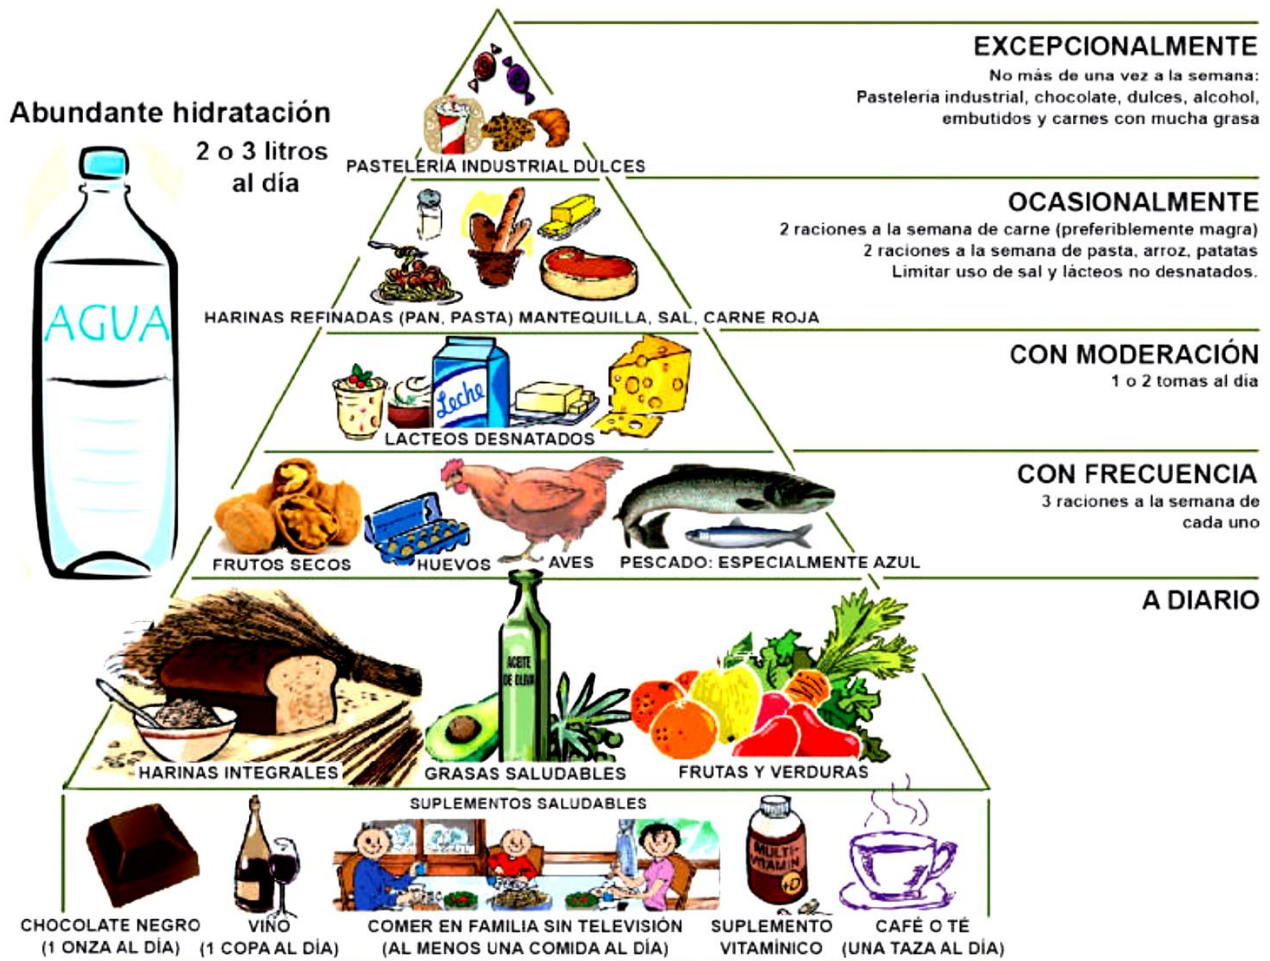 EXCEPCIONALMENTE
No más de una vez a la semana:
Pasteleria industrial, chocolate, dulces, alcohol,
embutidos y carnes con mucha grasa
Abundante hidratación
2 o 3 litros
al día
AGUA
PASTELERÍA INDUSTRIAL DULCES
OCASIONALMENTE
2 raciones a la semana de carne (preferiblemente magra)
2 raciones a la semana de pasta, arroz, patatas
Limitar uso de sal y lácteos no desnatados.
HARINAS REFINADAS (PAN, PASTA) MANTEQUILLA, SAL, CARNE ROJA
CON MODERACIÓN
1 o 2 tomas al día
Leche
LACTEOS DESNATADOS
CON FRECUENCIA
3 raciones a la semana de
cada uno
FRUTOS SECOS
HUEVOS
AVES
PESCADO: ESPECIALMENTE AZUL
A DIARIO
ACEITE
DE OLIVA
HARINAS INTEGRALES
GRASAS SALUDABLES
FRUTAS Y VERDURAS
SUPLEMENTOS SALUDABLES
MULTI-
VITAMIN
+D
CHOCOLATE NEGRO
(1 ONZA AL DÍA)
VINO
(1 COPA AL DÍA)
COMER EN FAMILIA SIN TELEVISIÓN
(AL MENOS UNA COMIDA AL DÍA)
SUPLEMENTO
VITAMÍNICO
CAFÉ O TÉ
(UNA TAZA AL DÍA)